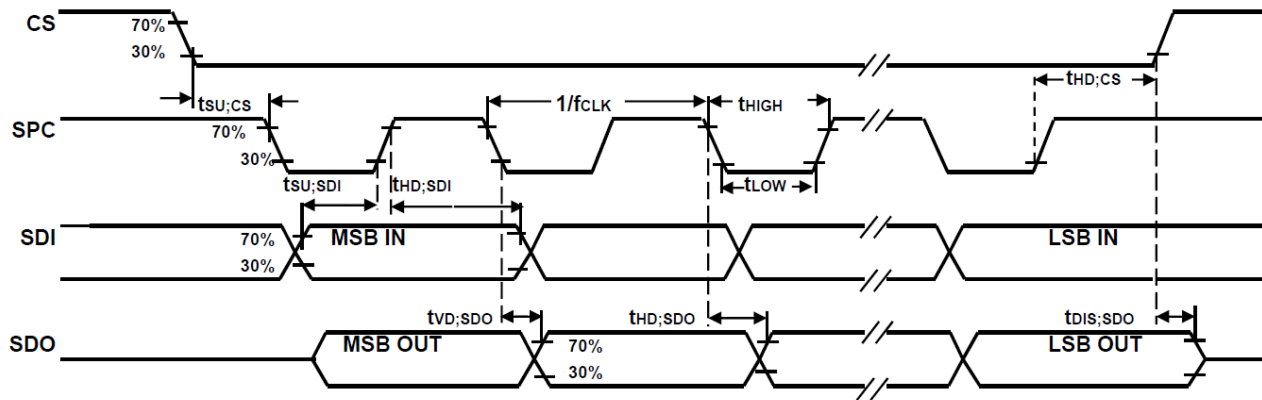 CS
70%
30%
tSU;CS
1/fCLK
tHIGH
tHD;CS
SPC
70%
30%
tSU;SDI
tHD;SDI
tLOW
SDI
70%
30%
MSB IN
LSB IN
tVD;SDO
tHD;SDO
tDIS;SDO
SDO
MSB OUT
70%
30%
LSB OUT